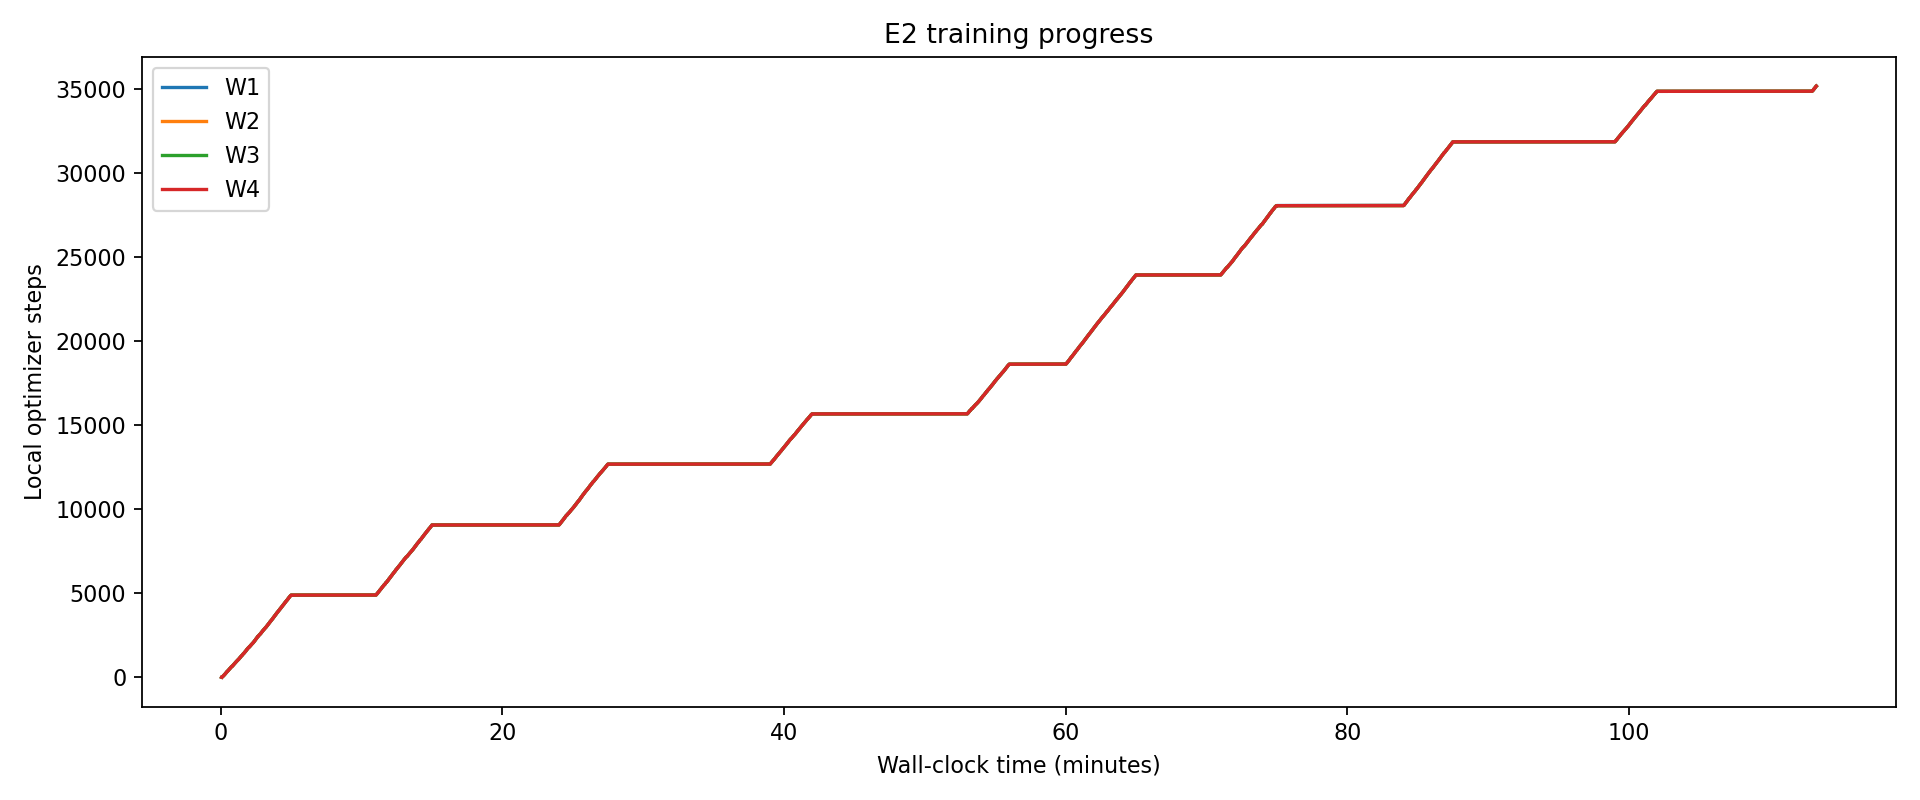 E2 training progress
W1
W2
W3
W4
Local optimizer steps
35000
30000
25000
20000
15000
10000
5000
0
0 20 40 60 80 100
Wall-clock time (minutes)